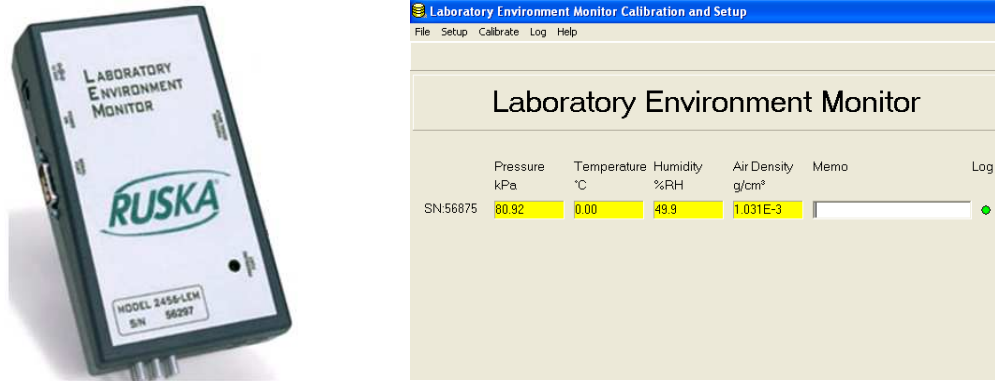 LABORATORY
ENVIRONMENT
MONITOR
RUSKA
MODEL 2456-LEM
S/N 56297
Laboratory Environment Monitor Calibration and Setup
File Setup Calibrate Log Help
Laboratory Environment Monitor
Pressure Temperature Humidity Air Density Memo Log
kPa °C %RH g/cm³
SN:56875 80.92 0.00 49.9 1.031E-3